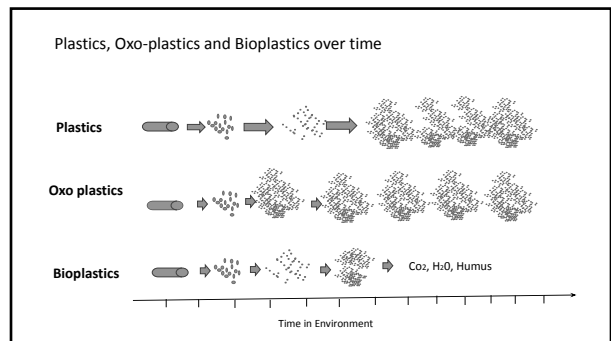 Plastics, Oxo-plastics and Bioplastics over time
Plastics
Oxo plastics
Bioplastics
Co₂, H₂0, Humus
Time in Environment